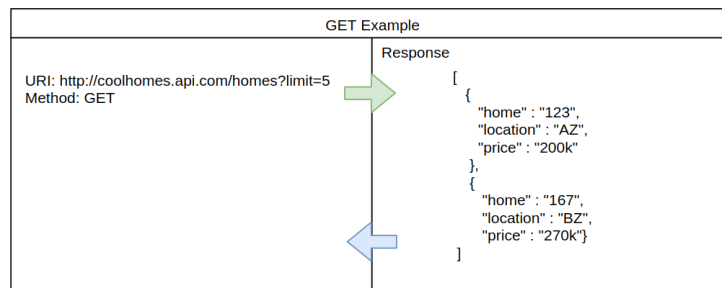 GET Example
URI: http://coolhomes.api.com/homes?limit=5
Method: GET
Response
[
{
"home" : "123",
"location" : "AZ",
"price" : "200k"
},
{
"home" : "167",
"location" : "BZ",
"price" : "270k"}
]